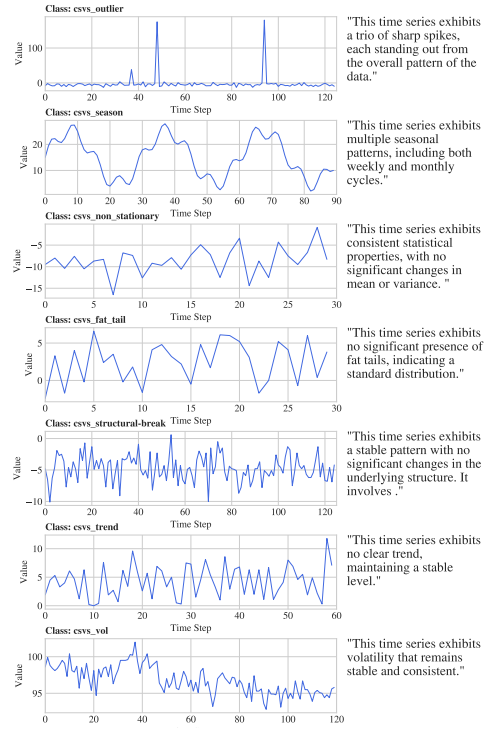 Class: csvs_outlier
Value
100
0
0
20
40
60
80
100
120
Time Step
"This time series exhibits
a trio of sharp spikes,
each standing out from
the overall pattern of the
data."
Class: csvs_season
Value
20
10
0
10
20
30
40
50
60
70
80
90
Time Step
"This time series exhibits
multiple seasonal
patterns, including both
weekly and monthly
cycles."
Class: csvs_non_stationary
Value
−5
−10
−15
0
5
10
15
20
25
30
Time Step
"This time series exhibits
consistent statistical
properties, with no
significant changes in
mean or variance. "
Class: csvs_fat_tail
Value
5
0
0
5
10
15
20
25
30
Time Step
"This time series exhibits
no significant presence of
fat tails, indicating a
standard distribution."
Class: csvs_structural-break
Value
0
−5
−10
0
20
40
60
80
100
120
Time Step
"This time series exhibits
a stable pattern with no
significant changes in the
underlying structure. It
involves ."
Class: csvs_trend
Value
10
5
0
0
10
20
30
40
50
60
Time Step
"This time series exhibits
no clear trend,
maintaining a stable
level."
Class: csvs_vol
Value
100
95
0
20
40
60
80
100
120
"This time series exhibits
volatility that remains
stable and consistent."